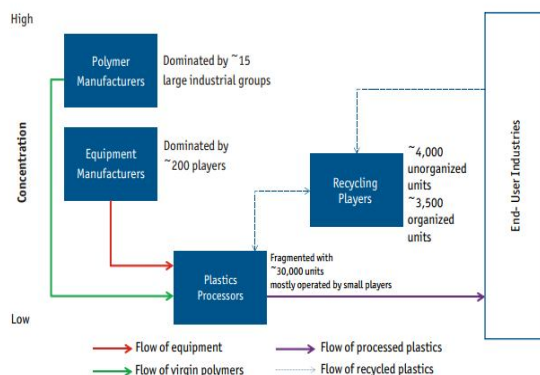 High
Polymer
Manufacturers
Dominated by ~15
large industrial groups
Concentration
Equipment
Manufacturers
Dominated by
~200 players
Recycling
Players
~4,000
unorganized
units
~3,500
organized
units
End- User Industries
Plastics
Processors
Fragmented with
~30,000 units
mostly operated by small players
Low
Flow of equipment
Flow of processed plastics
Flow of virgin polymers
Flow of recycled plastics